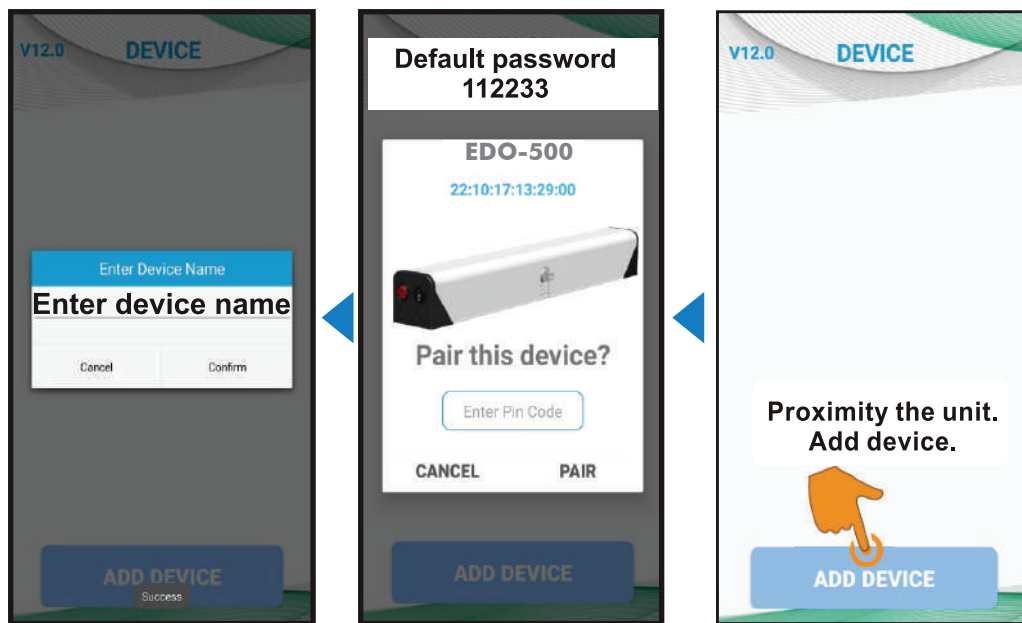 V12.0 DEVICE
Enter Device Name
Enter device name
Cancel Confirm
ADD DEVICE
Success
Default password
112233
EDO-500
22:10:17:13:29:00
Pair this device?
Enter Pin Code
CANCEL PAIR
ADD DEVICE
V12.0 DEVICE
Proximity the unit.
Add device.
ADD DEVICE